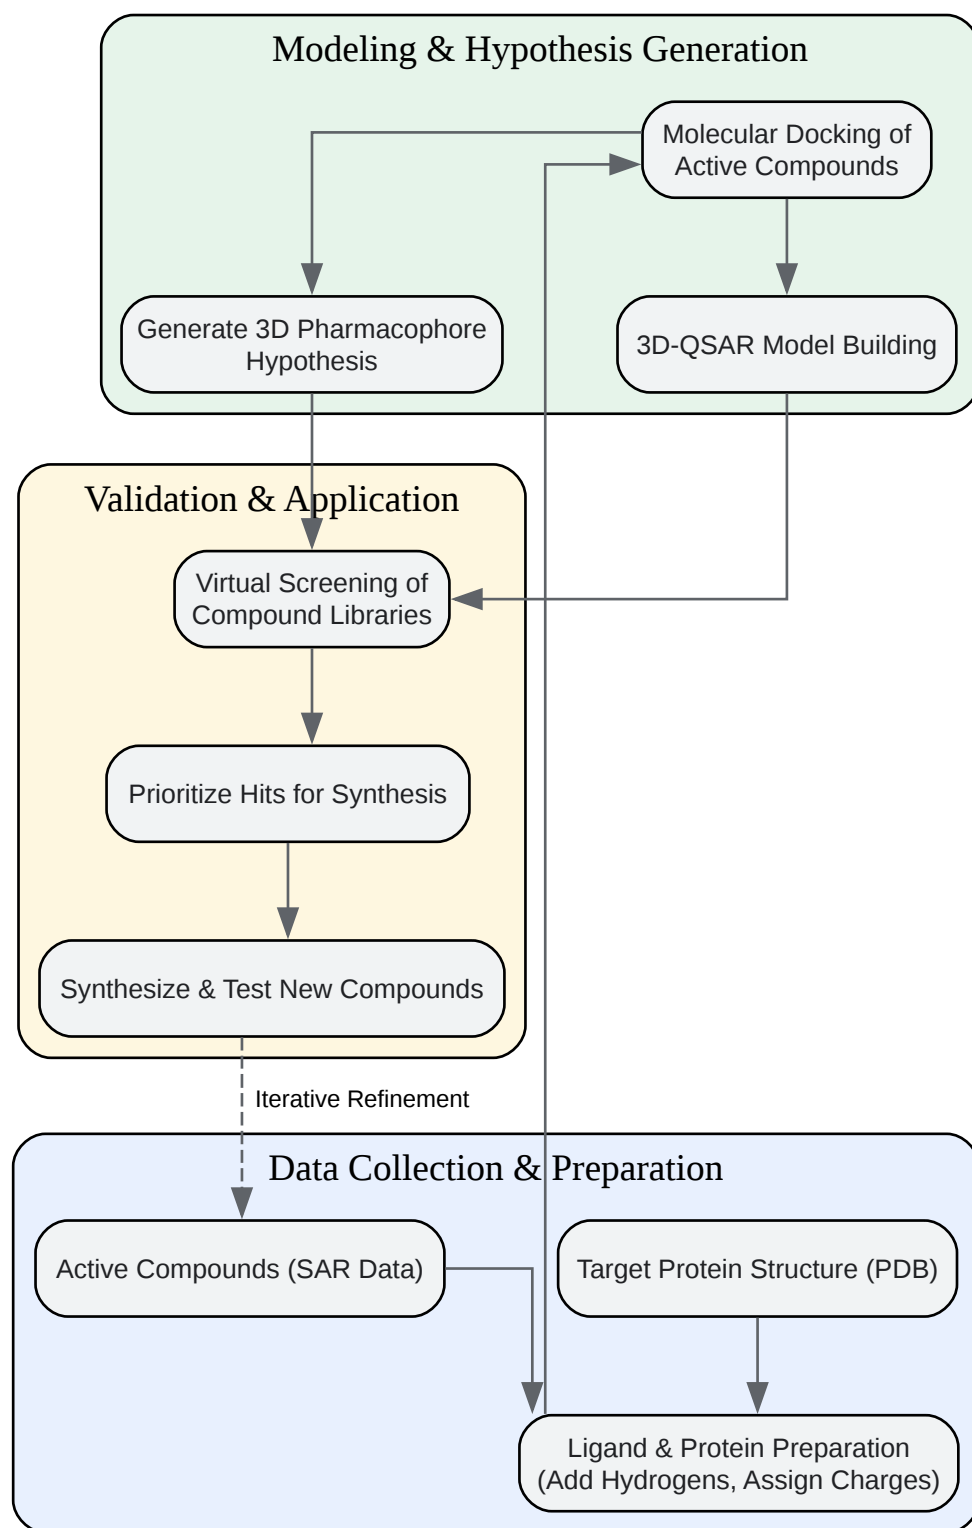 Modeling & Hypothesis Generation
Molecular Docking of
Active Compounds
Generate 3D Pharmacophore
Hypothesis
3D-QSAR Model Building
Validation & Application
Virtual Screening of
Compound Libraries
Prioritize Hits for Synthesis
Synthesize & Test New Compounds
Iterative Refinement
Data Collection & Preparation
Active Compounds (SAR Data)
Target Protein Structure (PDB)
Ligand & Protein Preparation
(Add Hydrogens, Assign Charges)